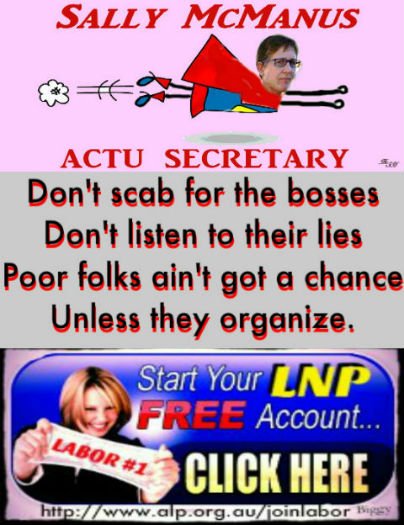 SALLY MCMANUS
ACTU SECRETARY
Don't scab for the bosses
Don't listen to their lies
Poor folks ain't got a chance
Unless they organize.
Start Your LNP
FREE Account...
LABOR #1
CLICK HERE
http://www.alp.org.au/joinlabor Biggy